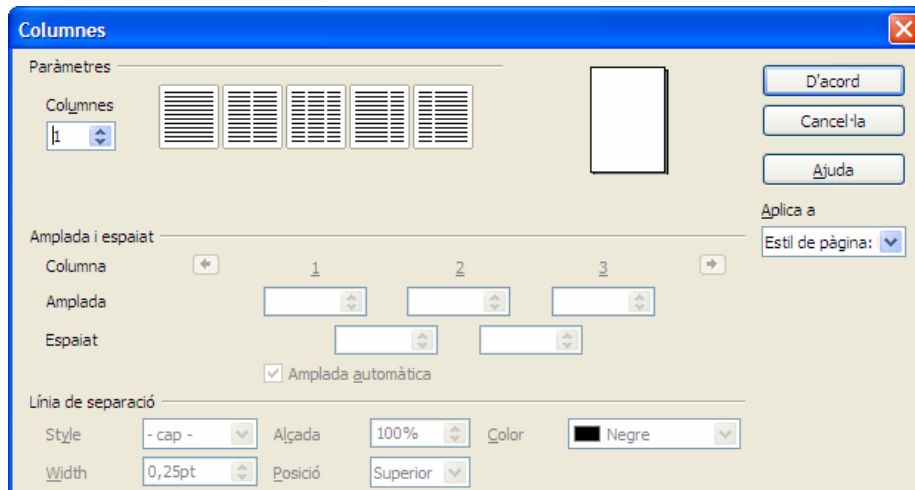 Columnes
Paràmetres
Columnes
1
D'acord
Cancel·la
Ajuda
Aplica a
Estil de pàgina:
Amplada i espaiat
Columna 1 2 3
Amplada
Espaiat
Amplada automàtica
Línia de separació
Style - cap - Alçada 100% Color Negre
Width 0,25pt Posició Superior